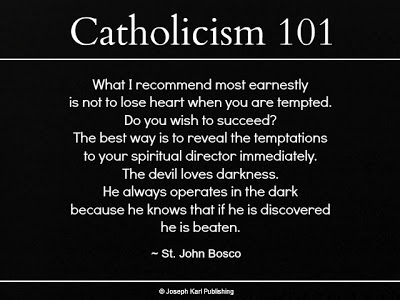 Catholicism 101
What I recommend most earnestly
is not to lose heart when you are tempted.
Do you wish to succeed?
The best way is to reveal the temptations
to your spiritual director immediately.
The devil loves darkness.
He always operates in the dark
because he knows that if he is discovered
he is beaten.
~ St. John Bosco
© Joseph Karl Publishing